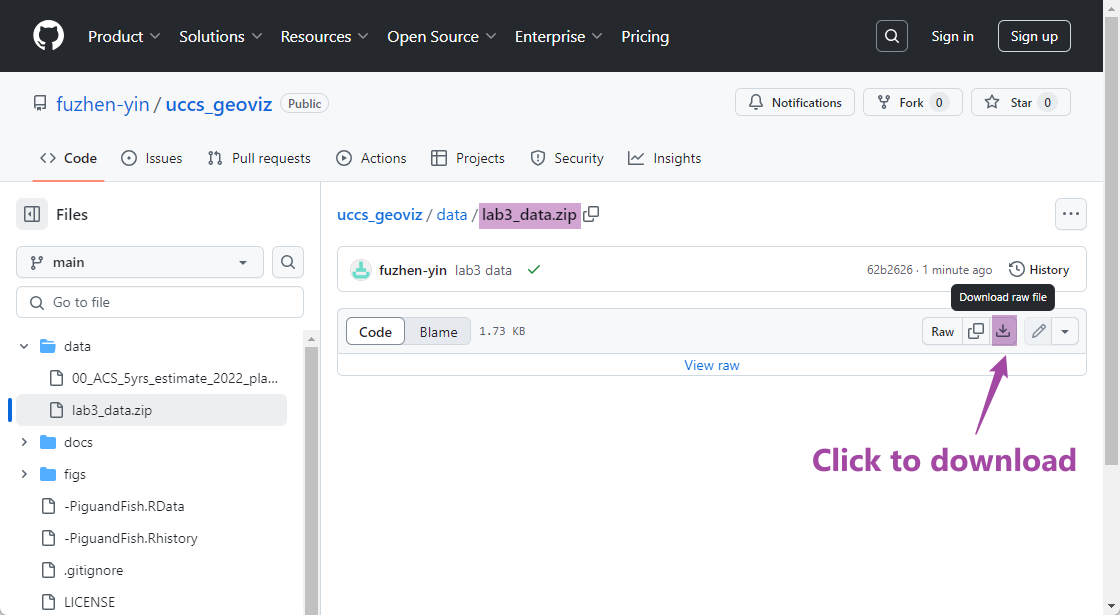 Product Solutions Resources Open Source Enterprise Pricing Sign in Sign up
fuzhen-yin / uccs_geoviz Public Notifications Fork 0 Star 0
Code Issues Pull requests Actions Projects Security Insights
Files
main
Go to file
data
00_ACS_5yrs_estimate_2022_pla...
lab3_data.zip
docs
figs
-PiguandFish.RData
-PiguandFish.Rhistory
.gitignore
LICENSE
uccs_geoviz / data / lab3_data.zip
fuzhen-yin lab3 data 62b2626 · 1 minute ago History
Download raw file
Code Blame 1.73 KB Raw
View raw
Click to download